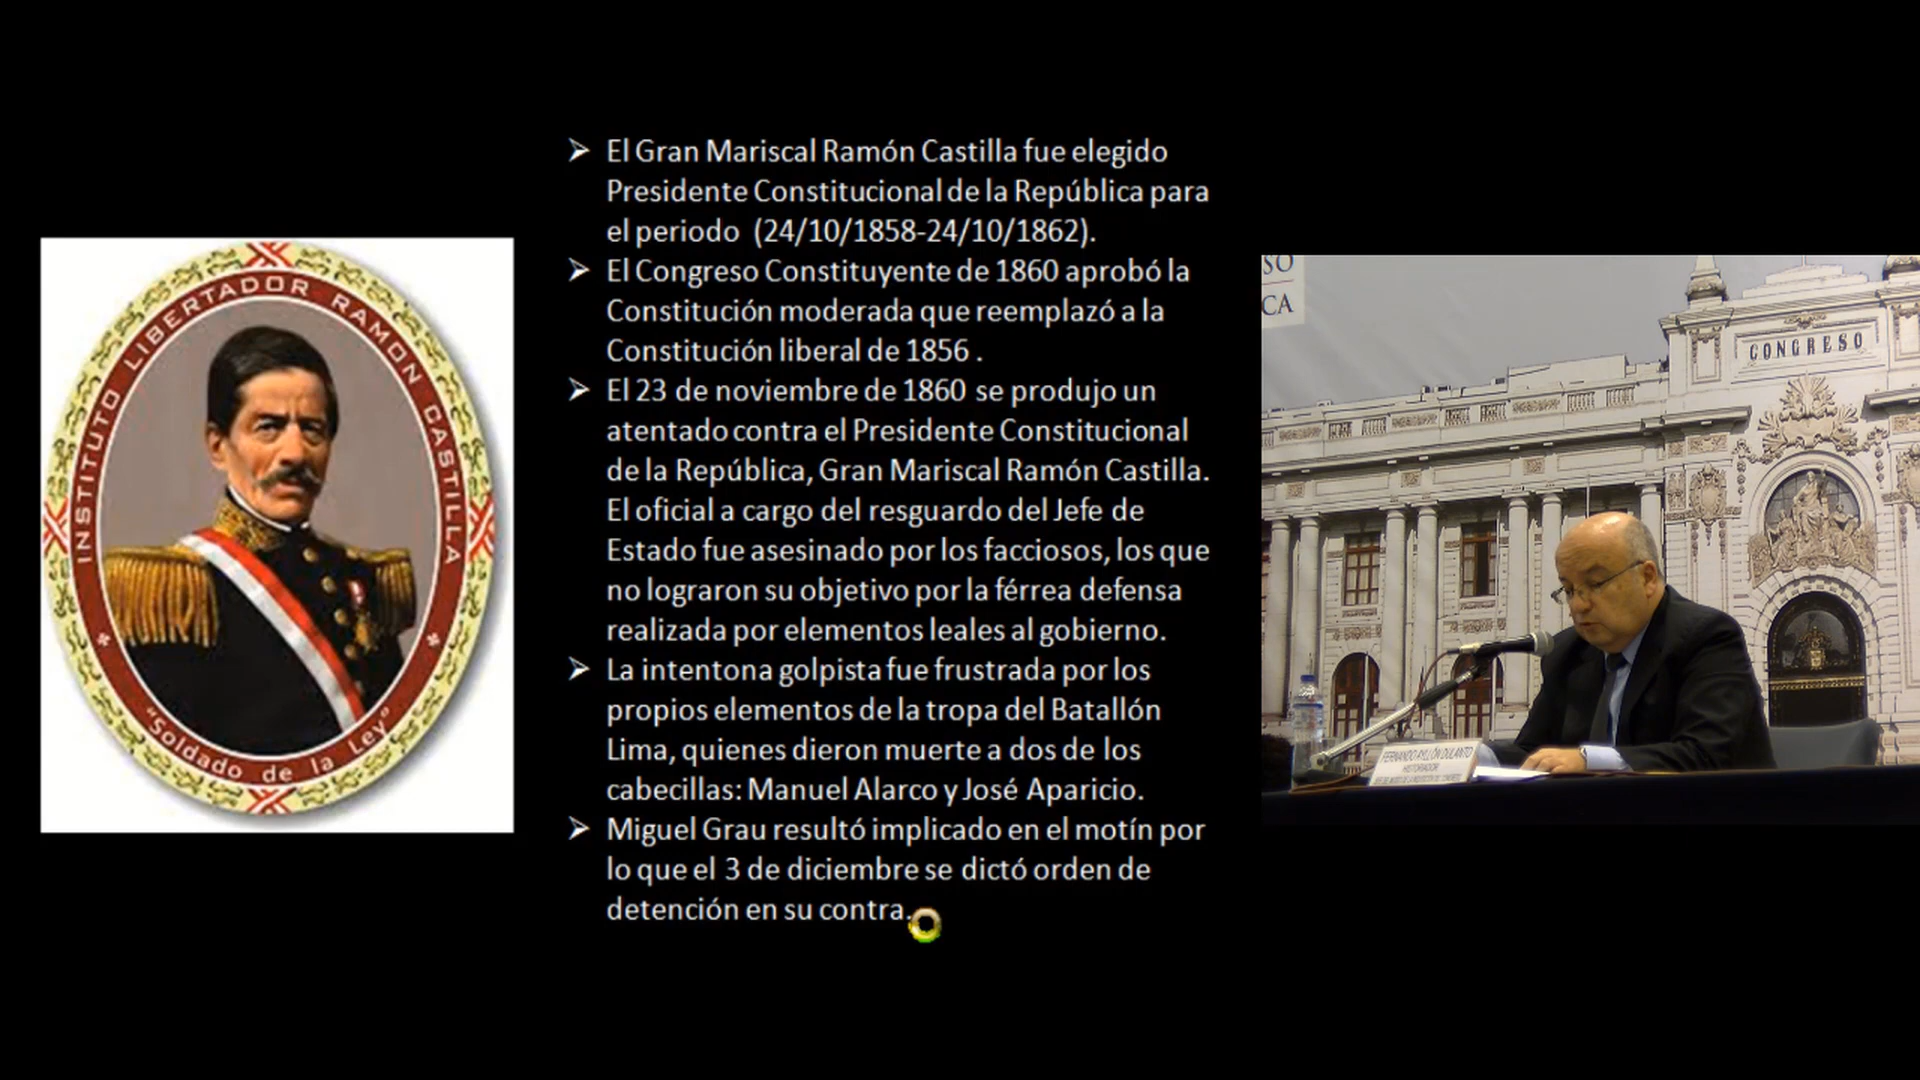 INSTITUTO LIBERTADOR RAMON CASTILLA
"Soldado de la Ley"
➢ El Gran Mariscal Ramón Castilla fue elegido
Presidente Constitucional de la República para
el periodo (24/10/1858-24/10/1862).
➢ El Congreso Constituyente de 1860 aprobó la
Constitución moderada que reemplazó a la
Constitución liberal de 1856 .
➢ El 23 de noviembre de 1860 se produjo un
atentado contra el Presidente Constitucional
de la República, Gran Mariscal Ramón Castilla.
El oficial a cargo del resguardo del Jefe de
Estado fue asesinado por los facciosos, los que
no lograron su objetivo por la férrea defensa
realizada por elementos leales al gobierno.
➢ La intentona golpista fue frustrada por los
propios elementos de la tropa del Batallón
Lima, quienes dieron muerte a dos de los
cabecillas: Manuel Alarco y José Aparicio.
➢ Miguel Grau resultó implicado en el motín por
lo que el 3 de diciembre se dictó orden de
detención en su contra.
SO
CA
CONGRESO
FERNANDO AYLLÓN DULANTO
HISTORIADOR